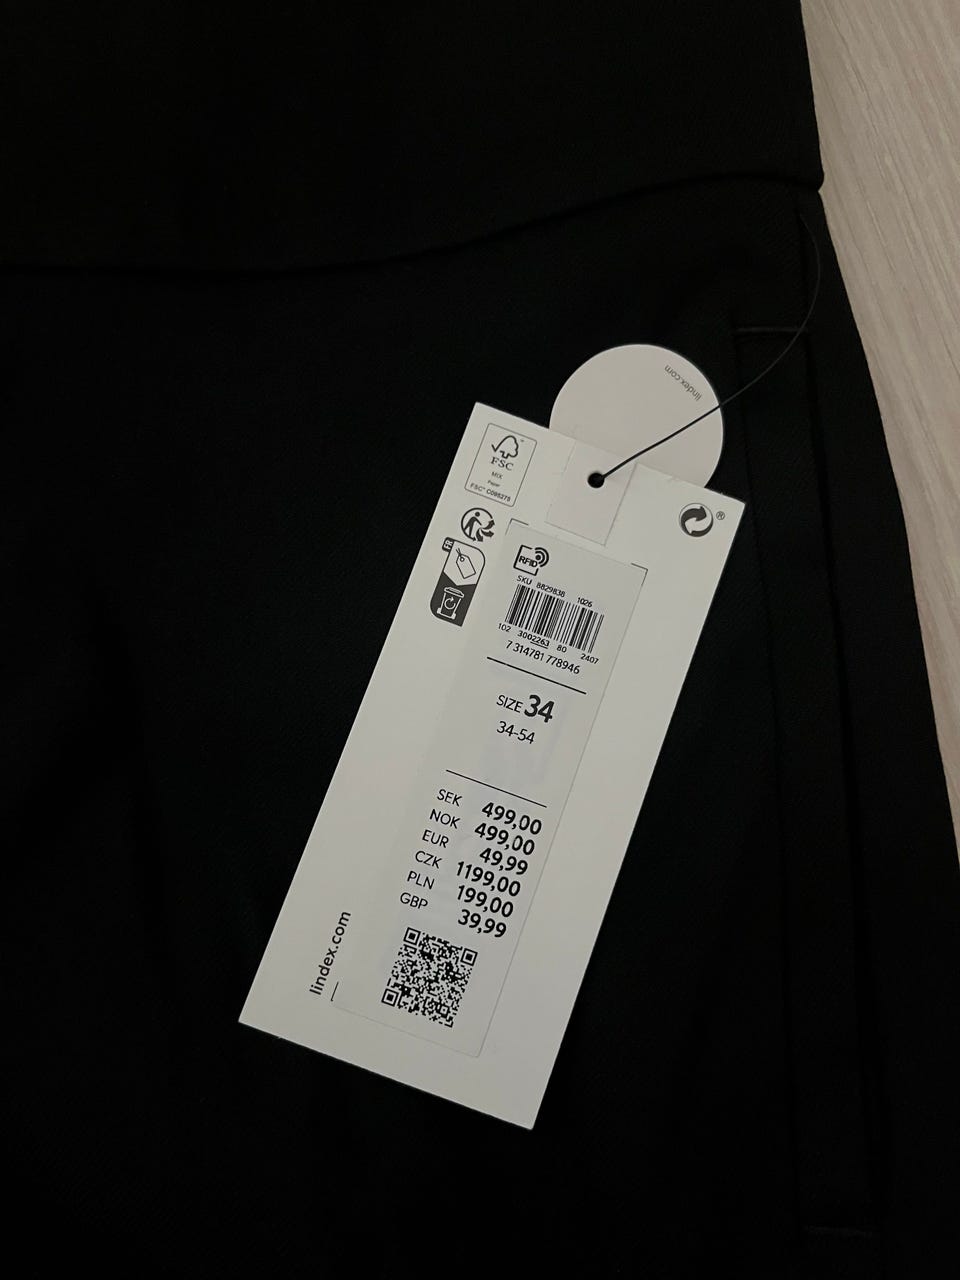 lindex.com
FSC
MIX
Paper
FSC® C095275
®
FR
RFID
SKU 8829838 1026
102 3002263 80 2407
7 314781 778946
SIZE 34
34-54
SEK 499,00
NOK 499,00
EUR 49,99
CZK 1199,00
PLN 199,00
GBP 39,99
lindex.com